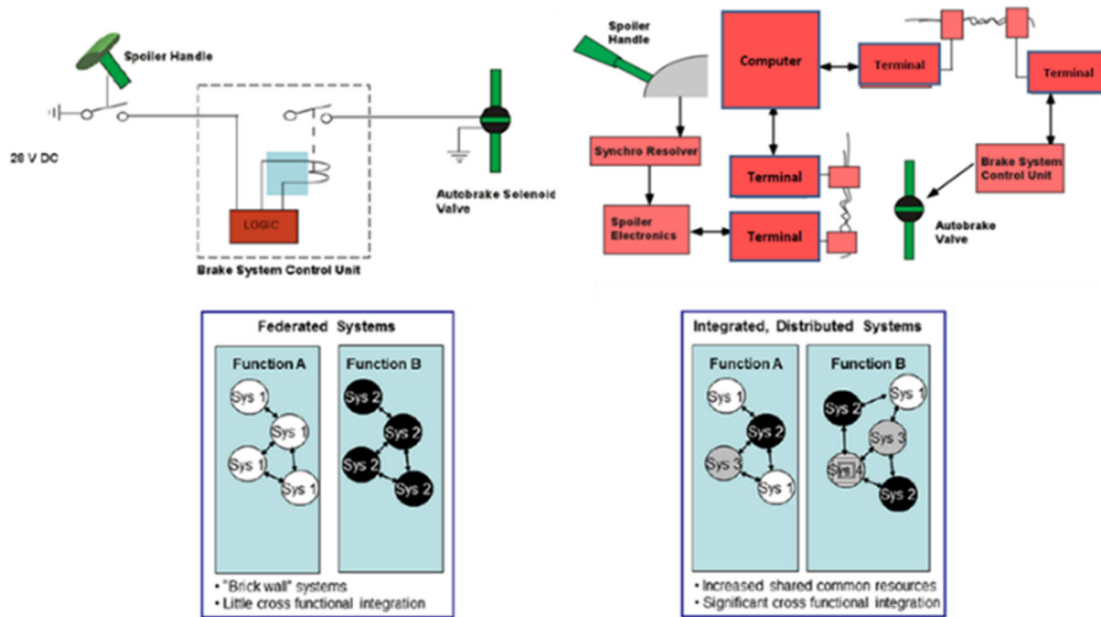 Spoiler Handle
28 V DC
LOGIC
Brake System Control Unit
Autobrake Solenoid
Valve
Spoiler
Handle
Computer
Terminal
Terminal
Synchro Resolver
Terminal
Brake System
Control Unit
Spoiler
Electronics
Terminal
Autobrake
Valve
Federated Systems
Function A
Function B
Sys 1
Sys 1
Sys 1
Sys 1
Sys 2
Sys 2
Sys 2
Sys 2
• "Brick wall" systems
• Little cross functional integration
Integrated, Distributed Systems
Function A
Function B
Sys 1
Sys 2
Sys 3
Sys 1
Sys 1
Sys 2
Sys 3
Sys 4
Sys 2
• Increased shared common resources
• Significant cross functional integration